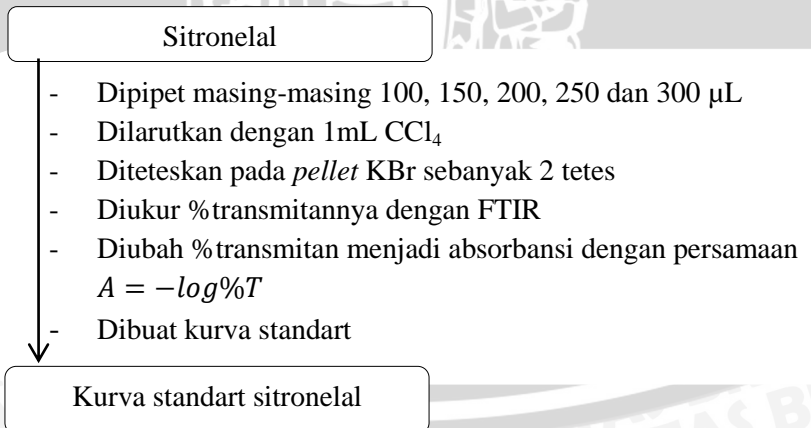 Sitronelal
- Dipipet masing-masing 100, 150, 200, 250 dan 300 µL
- Dilarutkan dengan 1mL CCl₄
- Diteteskan pada pellet KBr sebanyak 2 tetes
- Diukur %transmitannya dengan FTIR
- Diubah %transmitan menjadi absorbansi dengan persamaan
A = −log%T
- Dibuat kurva standart
Kurva standart sitronelal